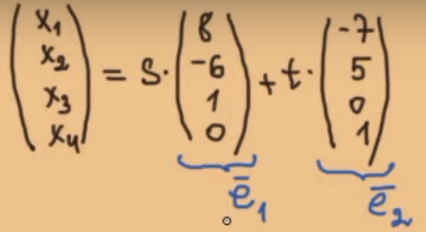 (x₁ x₂ x₃ x₄) = s · (8 -6 1 0) + t · (-7 5 0 1)
ē₁ ē₂